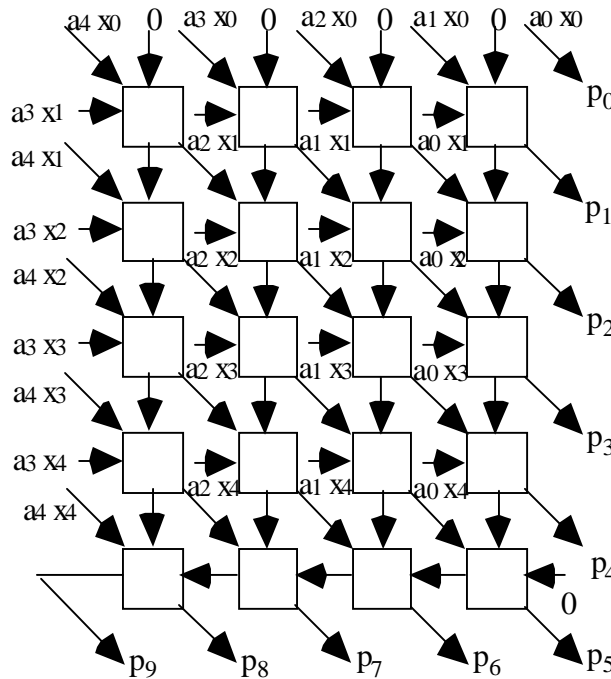 a4 x0 0 a3 x0 0 a2 x0 0 a1 x0 0 a0 x0
p0
a3 x1 a2 x1 a1 x1 a0 x1
a4 x1
p1
a3 x2 a2 x2 a1 x2 a0 x2
a4 x2
p2
a3 x3 a2 x3 a1 x3 a0 x3
a4 x3
p3
a3 x4 a2 x4 a1 x4 a0 x4
a4 x4
p4
0
p9 p8 p7 p6 p5